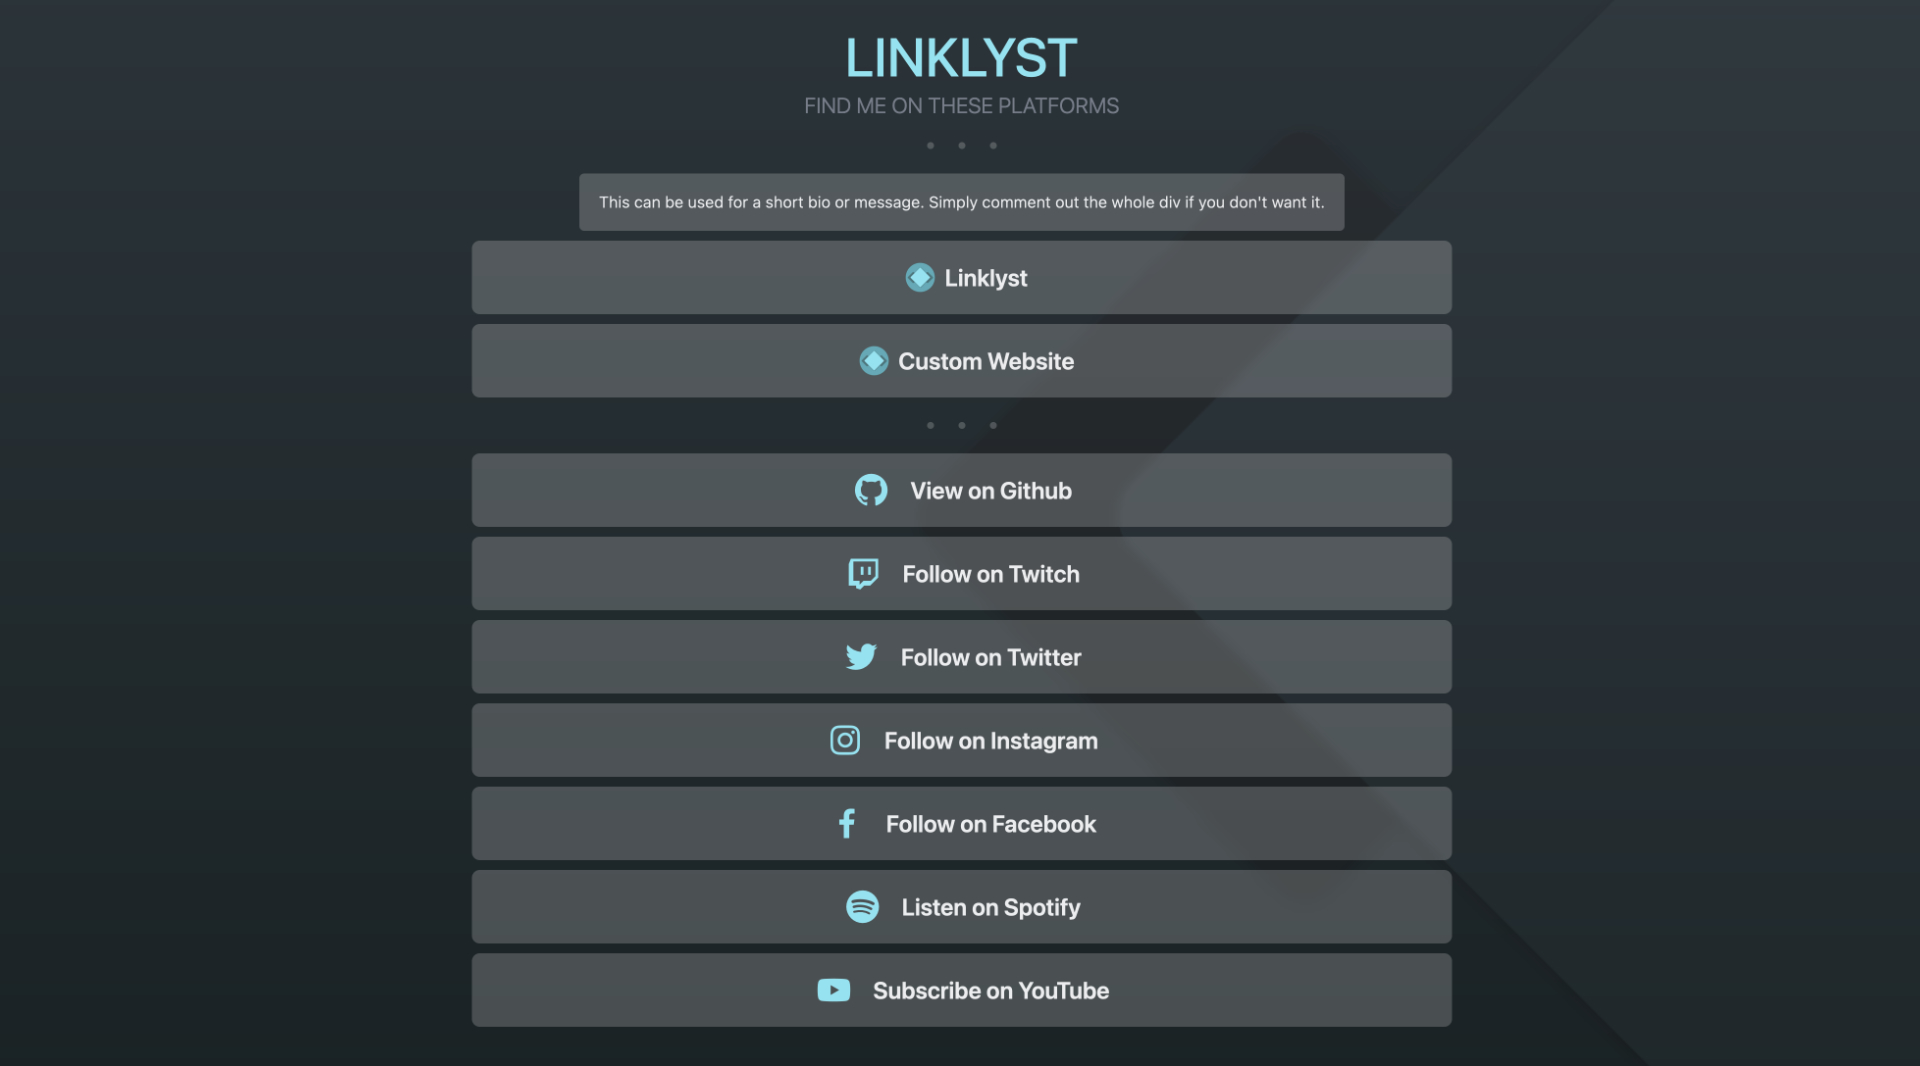 LINKLYST
FIND ME ON THESE PLATFORMS
This can be used for a short bio or message. Simply comment out the whole div if you don't want it.
Linklyst
Custom Website
View on Github
Follow on Twitch
Follow on Twitter
Follow on Instagram
Follow on Facebook
Listen on Spotify
Subscribe on YouTube